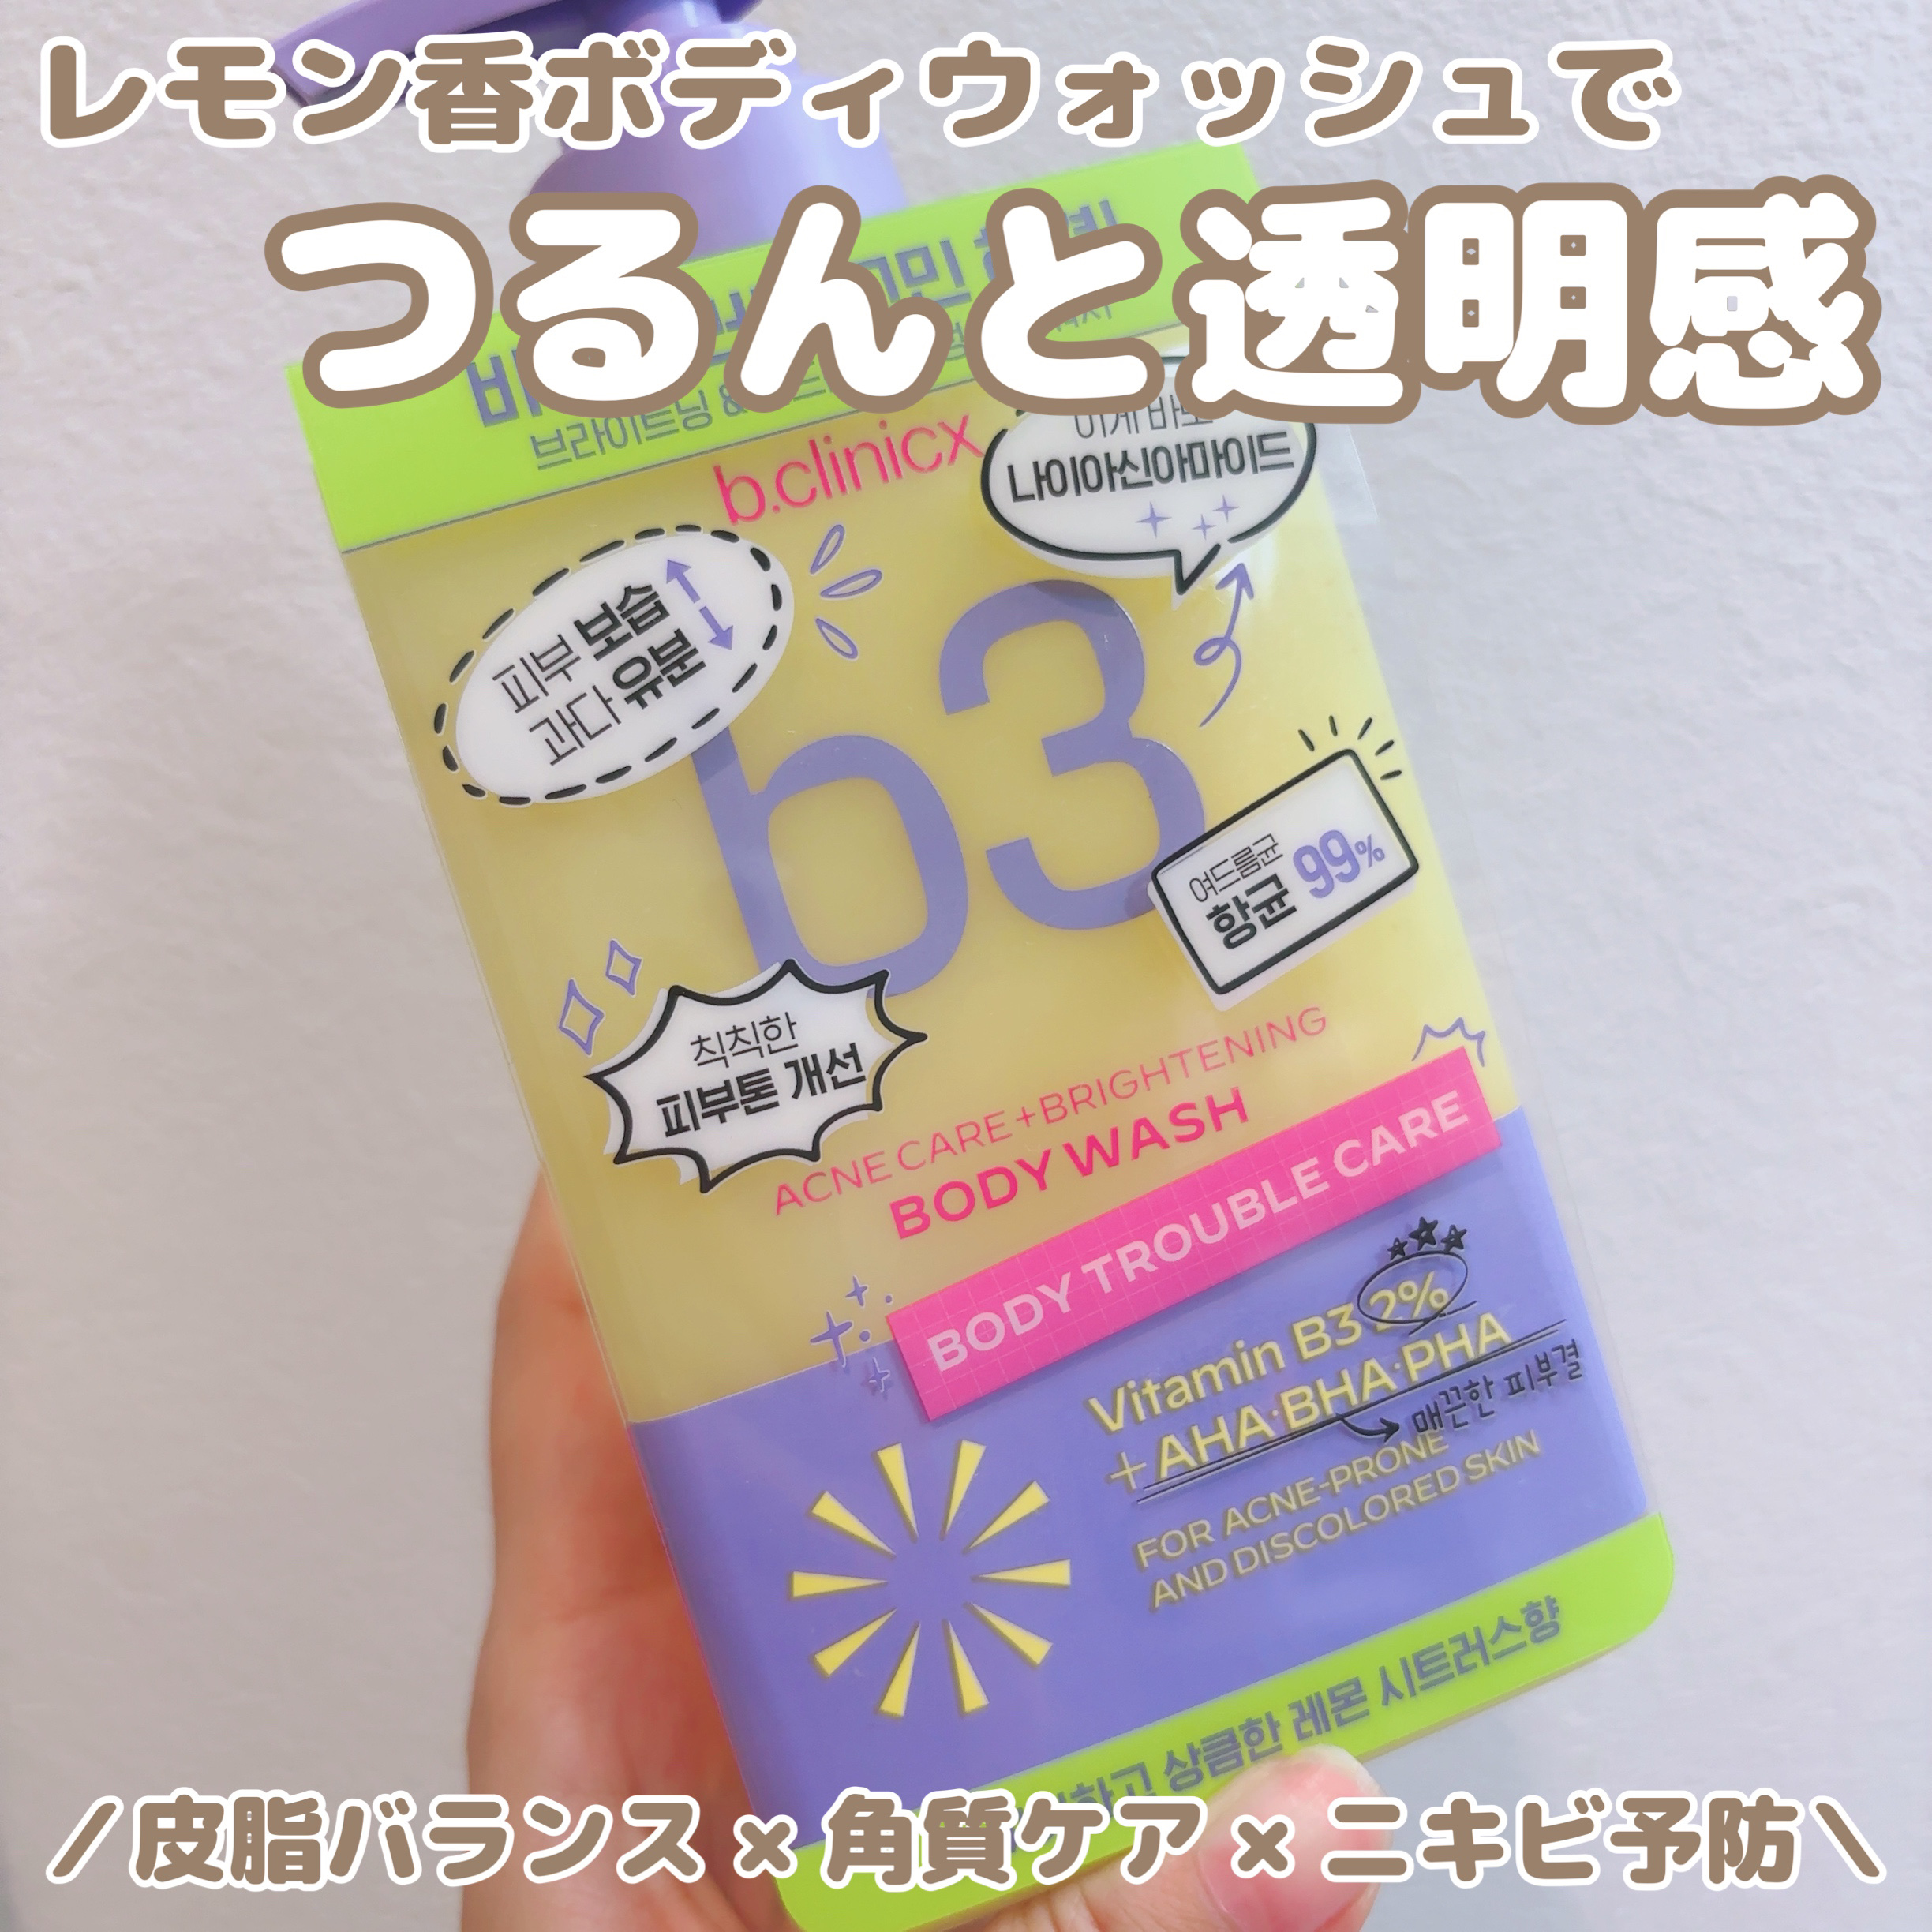 レモン香ボディウォッシュで
つるんと透明感
브라이트닝 &
b.clinicx
이게 바로
나이아신아마이드
피부 보습
과다 유분
b3
여드름균
항균 99%
칙칙한
피부톤 개선
ACNE CARE+BRIGHTENING
BODY WASH
BODY TROUBLE CARE
Vitamin B3 2%
+AHA·BHA·PHA
매끈한 피부결
FOR ACNE-PRONE
AND DISCOLORED SKIN
상큼한 레몬 시트러스향
／皮脂バランス×角質ケア×ニキビ予防＼